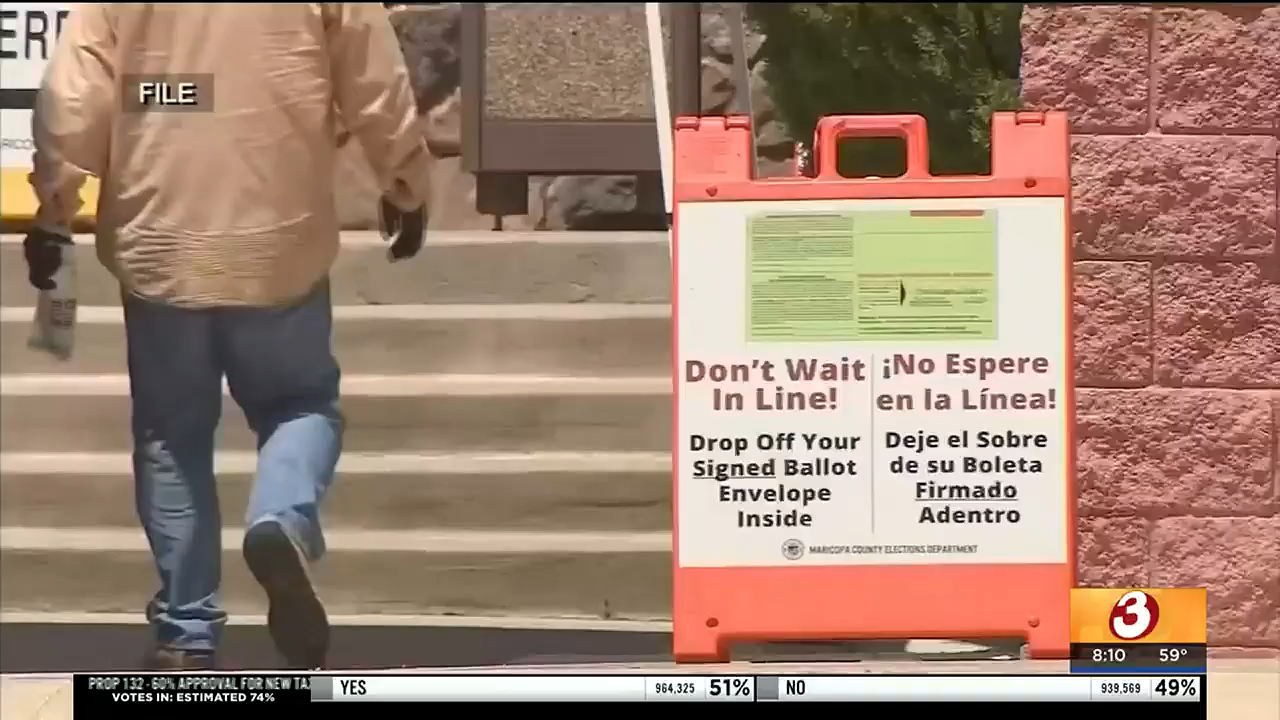 ER
FILE
Don't Wait
In Line!
Drop Off Your
Signed Ballot
Envelope
Inside
¡No Espere
en la Línea!
Deje el Sobre
de su Boleta
Firmado
Adentro
MARICOPA COUNTY ELECTIONS DEPARTMENT
3
8:10 59°
PROP 132 - 60% APPROVAL FOR NEW TA
VOTES IN: ESTIMATED 74%
YES 964,325 51%
NO 939,569 49%